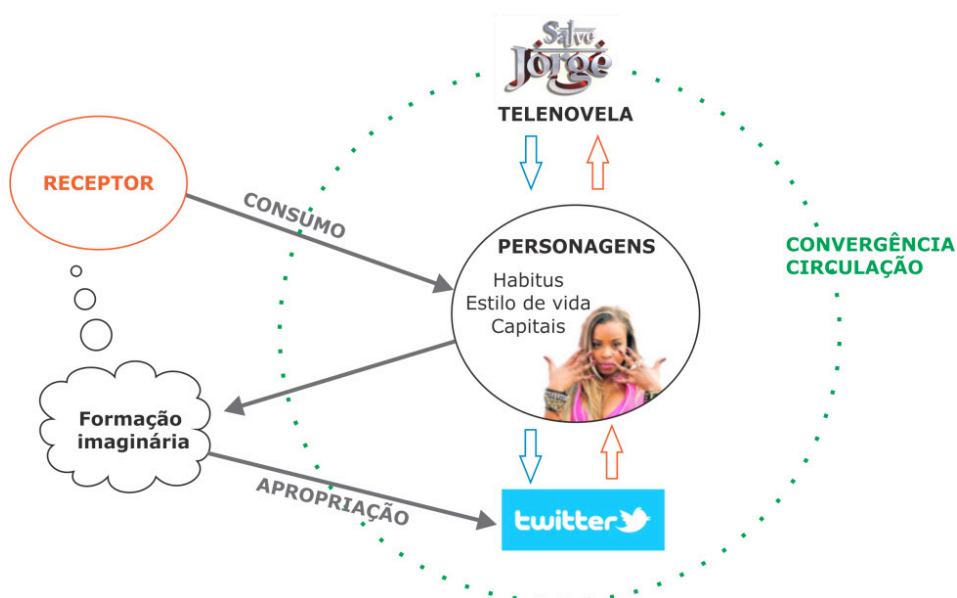 Salve
Jorge
TELENOVELA
RECEPTOR
CONSUMO
PERSONAGENS
Habitus
Estilo de vida
Capitais
CONVERGÊNCIA
CIRCULAÇÃO
Formação
imaginária
APROPRIAÇÃO
twitter